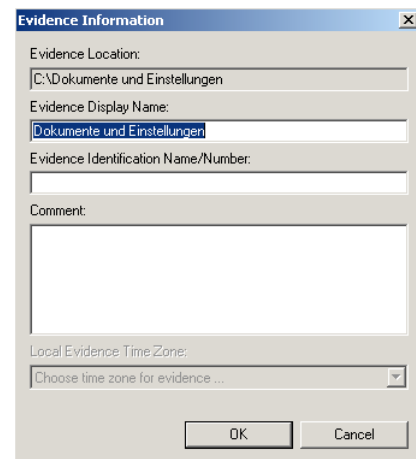 Evidence Information
Evidence Location:
C:\Dokumente und Einstellungen
Evidence Display Name:
Dokumente und Einstellungen
Evidence Identification Name/Number:
Comment:
Local Evidence Time Zone:
Choose time zone for evidence ...
OK Cancel